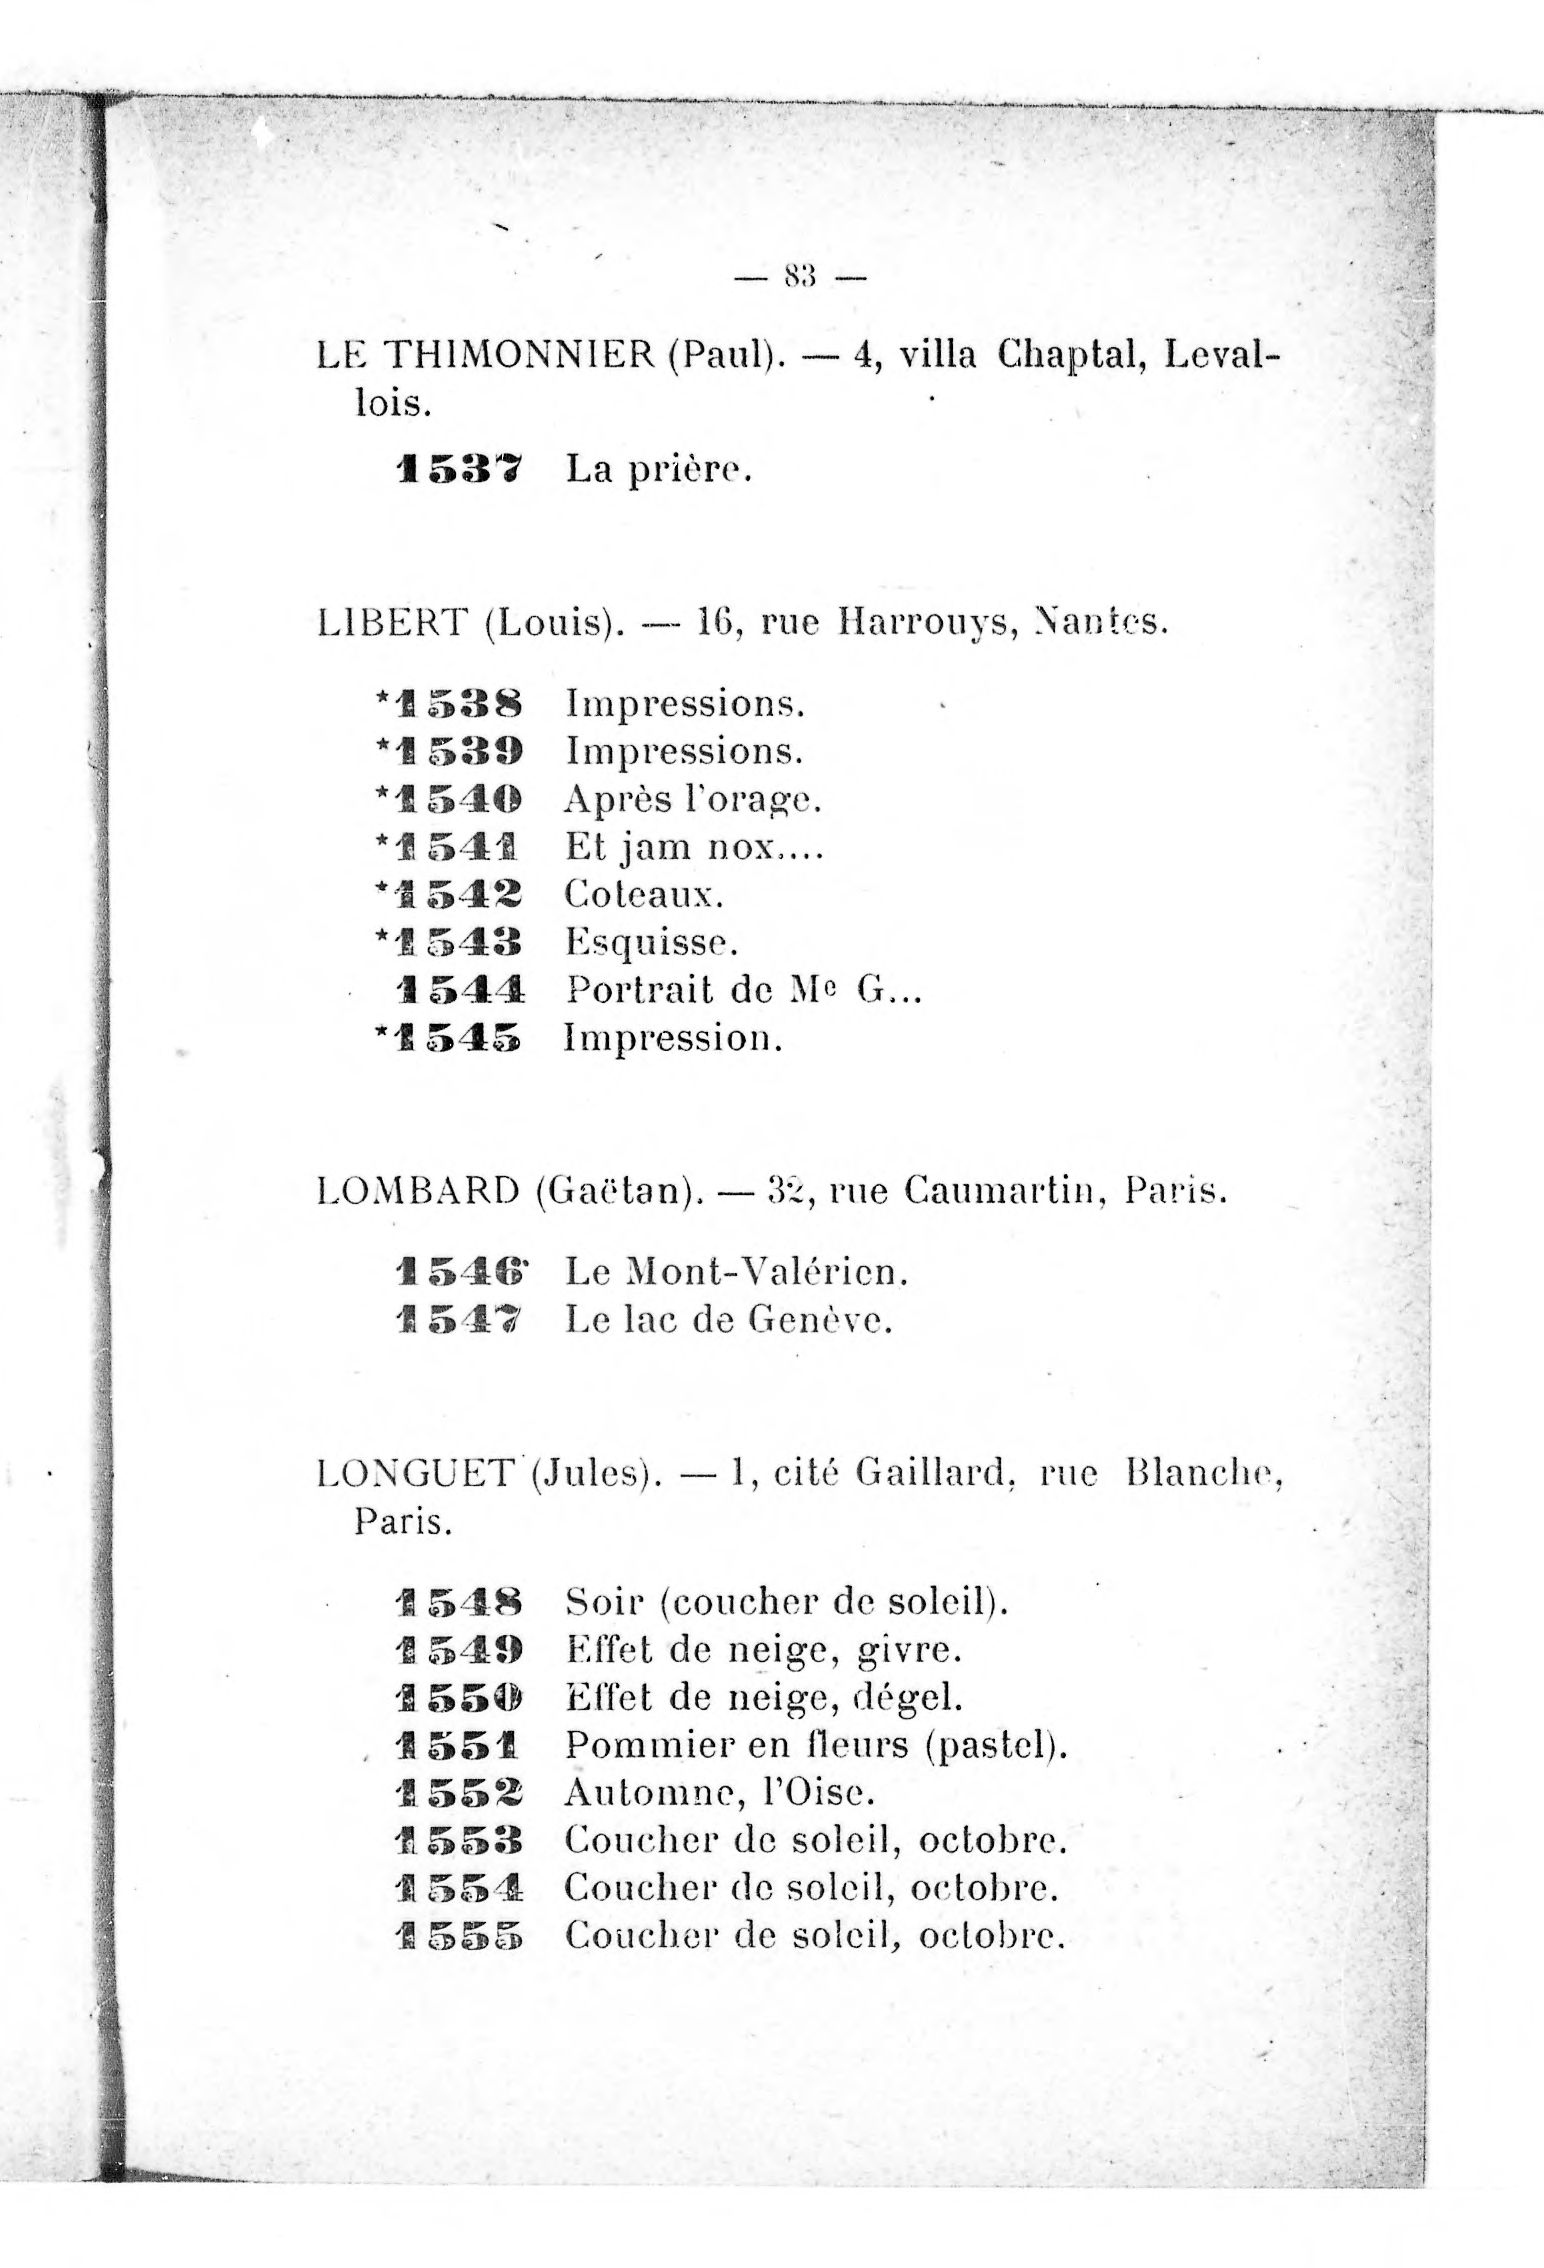 — 83 —
LE THIMONNIER (Paul). — 4, villa Chaptal, Leval-
lois.
1537 La prière.
LIBERT (Louis). — 16, rue Harrouys, Nantes.
*1538 Impressions.
*1539 Impressions.
*1540 Après l'orage.
*1541 Et jam nox....
*1542 Coteaux.
*1543 Esquisse.
1544 Portrait de Me G...
*1545 Impression.
LOMBARD (Gaëtan). — 32, rue Caumartin, Paris.
1546 Le Mont-Valérien.
1547 Le lac de Genève.
LONGUET (Jules). — 1, cité Gaillard, rue Blanche,
Paris.
1548 Soir (coucher de soleil).
1549 Effet de neige, givre.
1550 Effet de neige, dégel.
1551 Pommier en fleurs (pastel).
1552 Automne, l'Oise.
1553 Coucher de soleil, octobre.
1554 Coucher de soleil, octobre.
1555 Coucher de soleil, octobre.